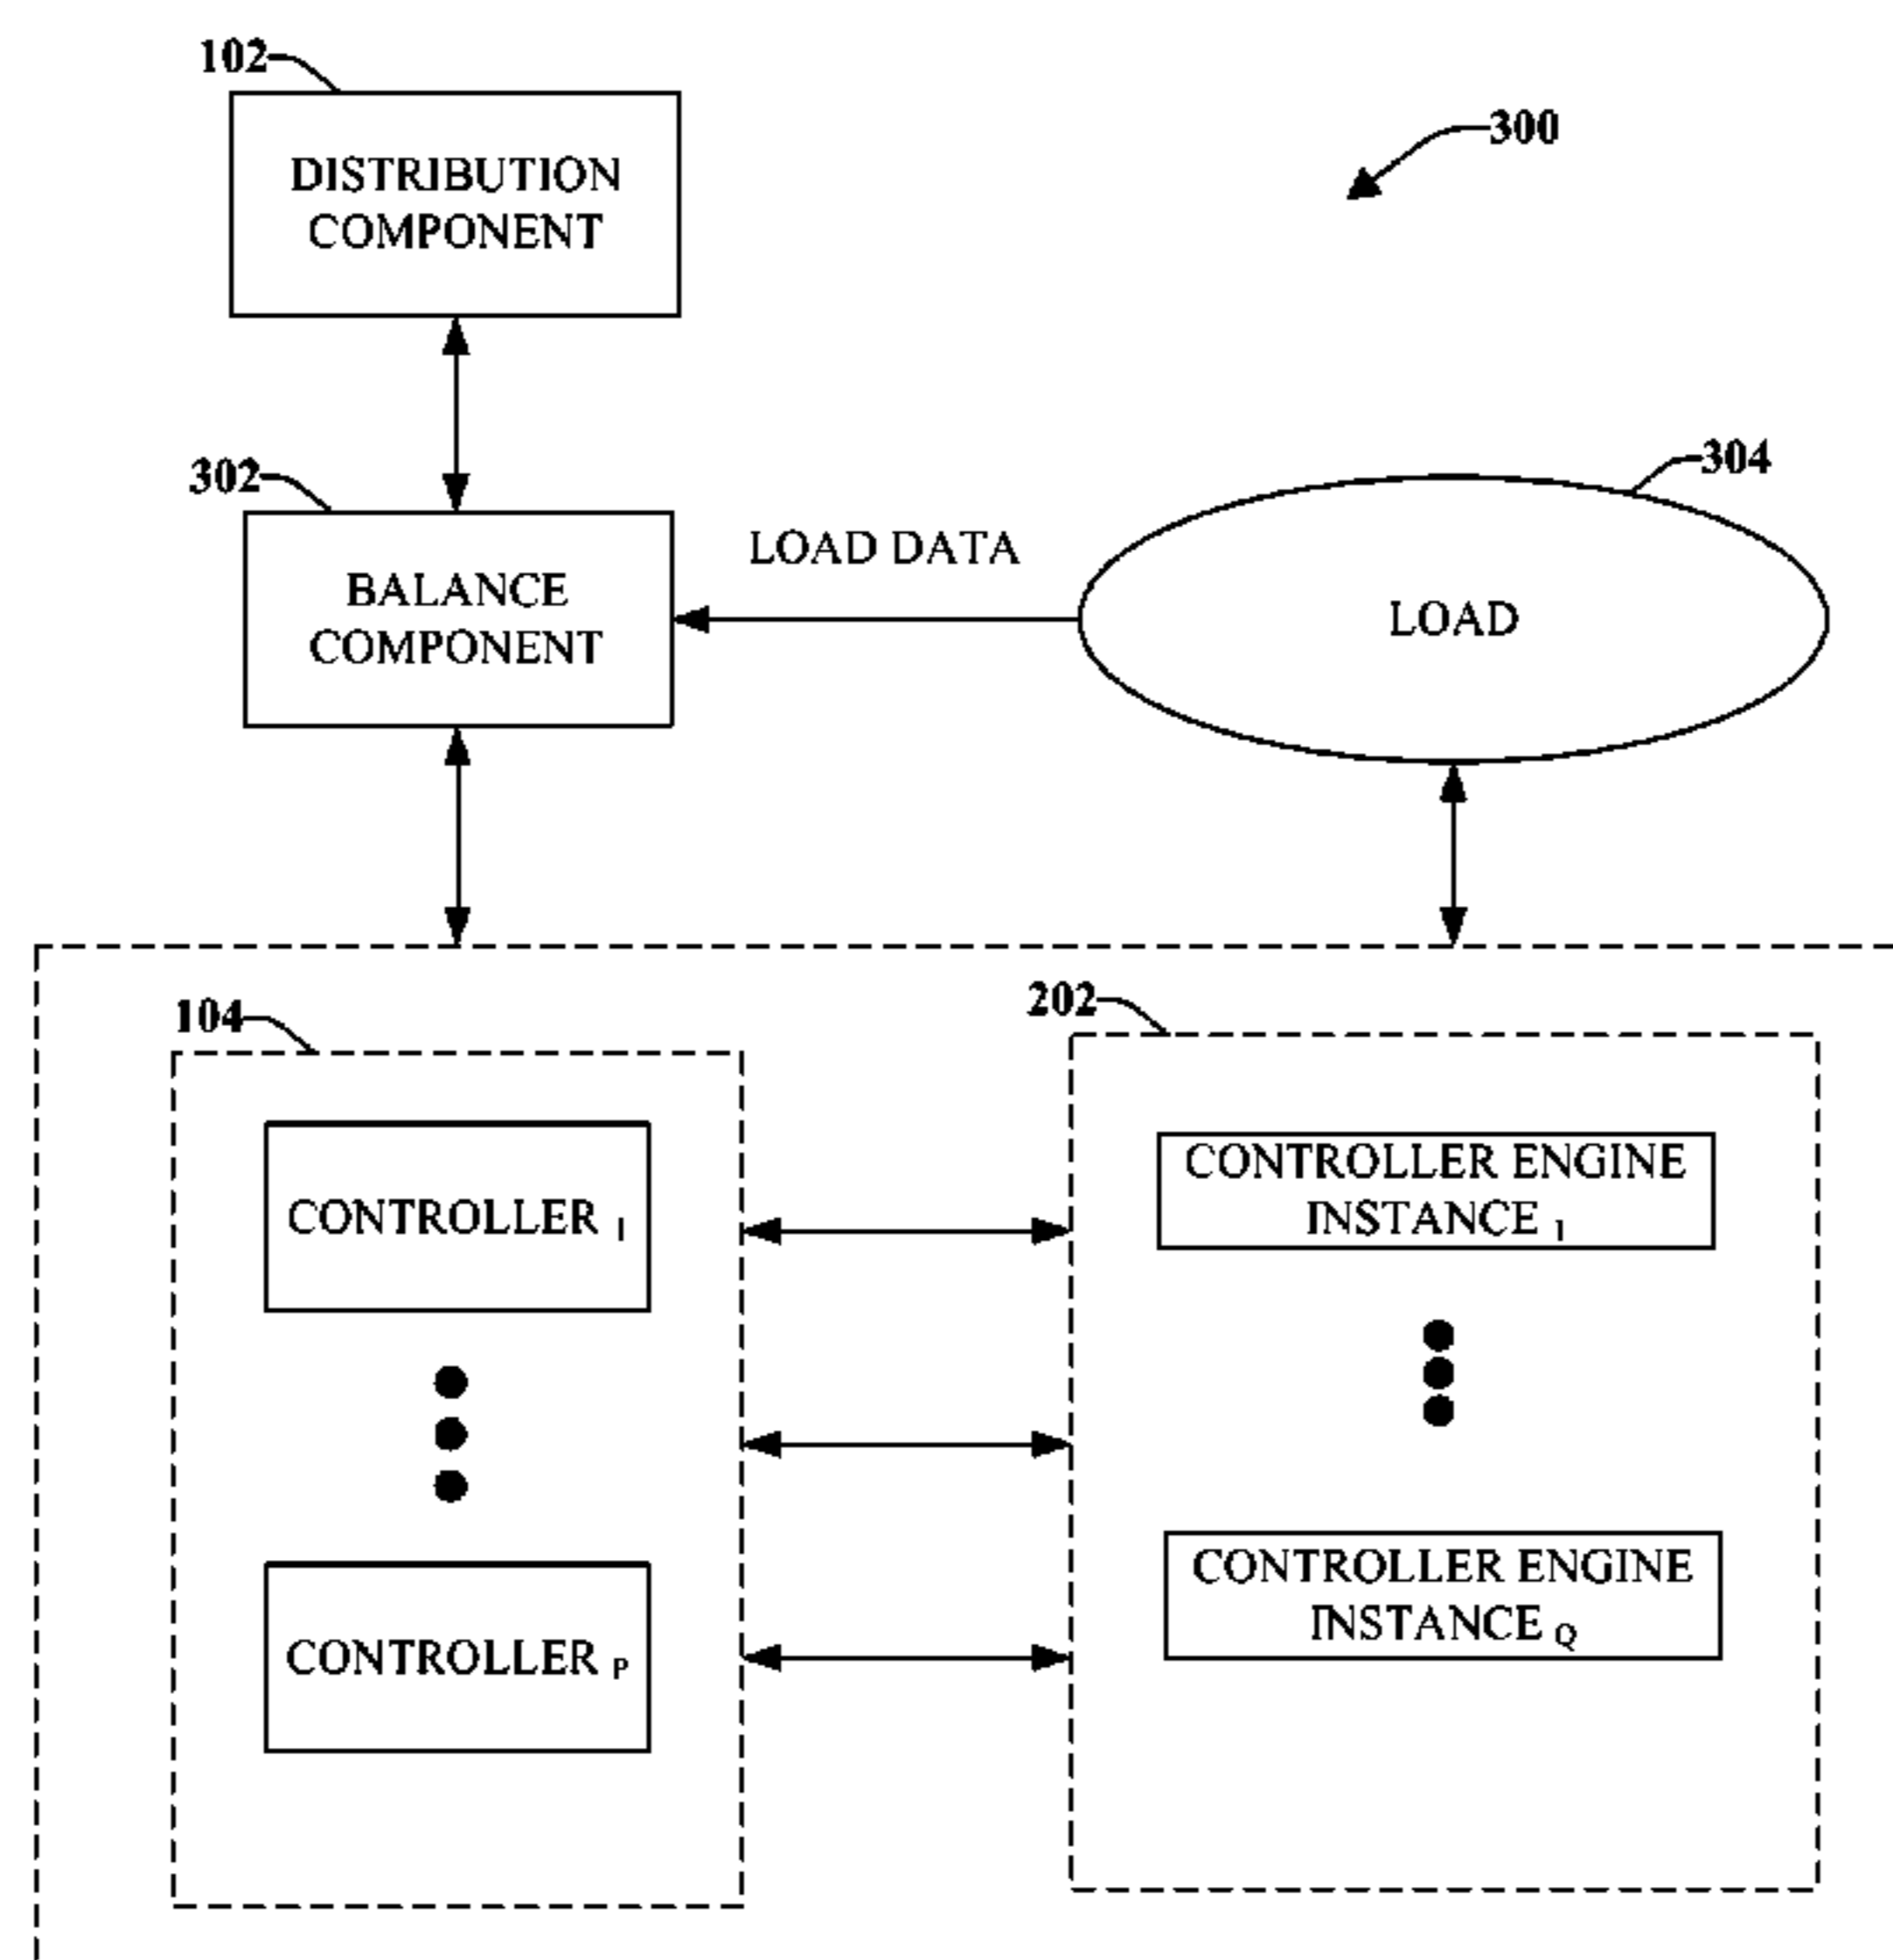 102
DISTRIBUTION
COMPONENT
300
302
BALANCE
COMPONENT
LOAD DATA
304
LOAD
104
CONTROLLER 1
CONTROLLER P
202
CONTROLLER ENGINE
INSTANCE 1
CONTROLLER ENGINE
INSTANCE Q